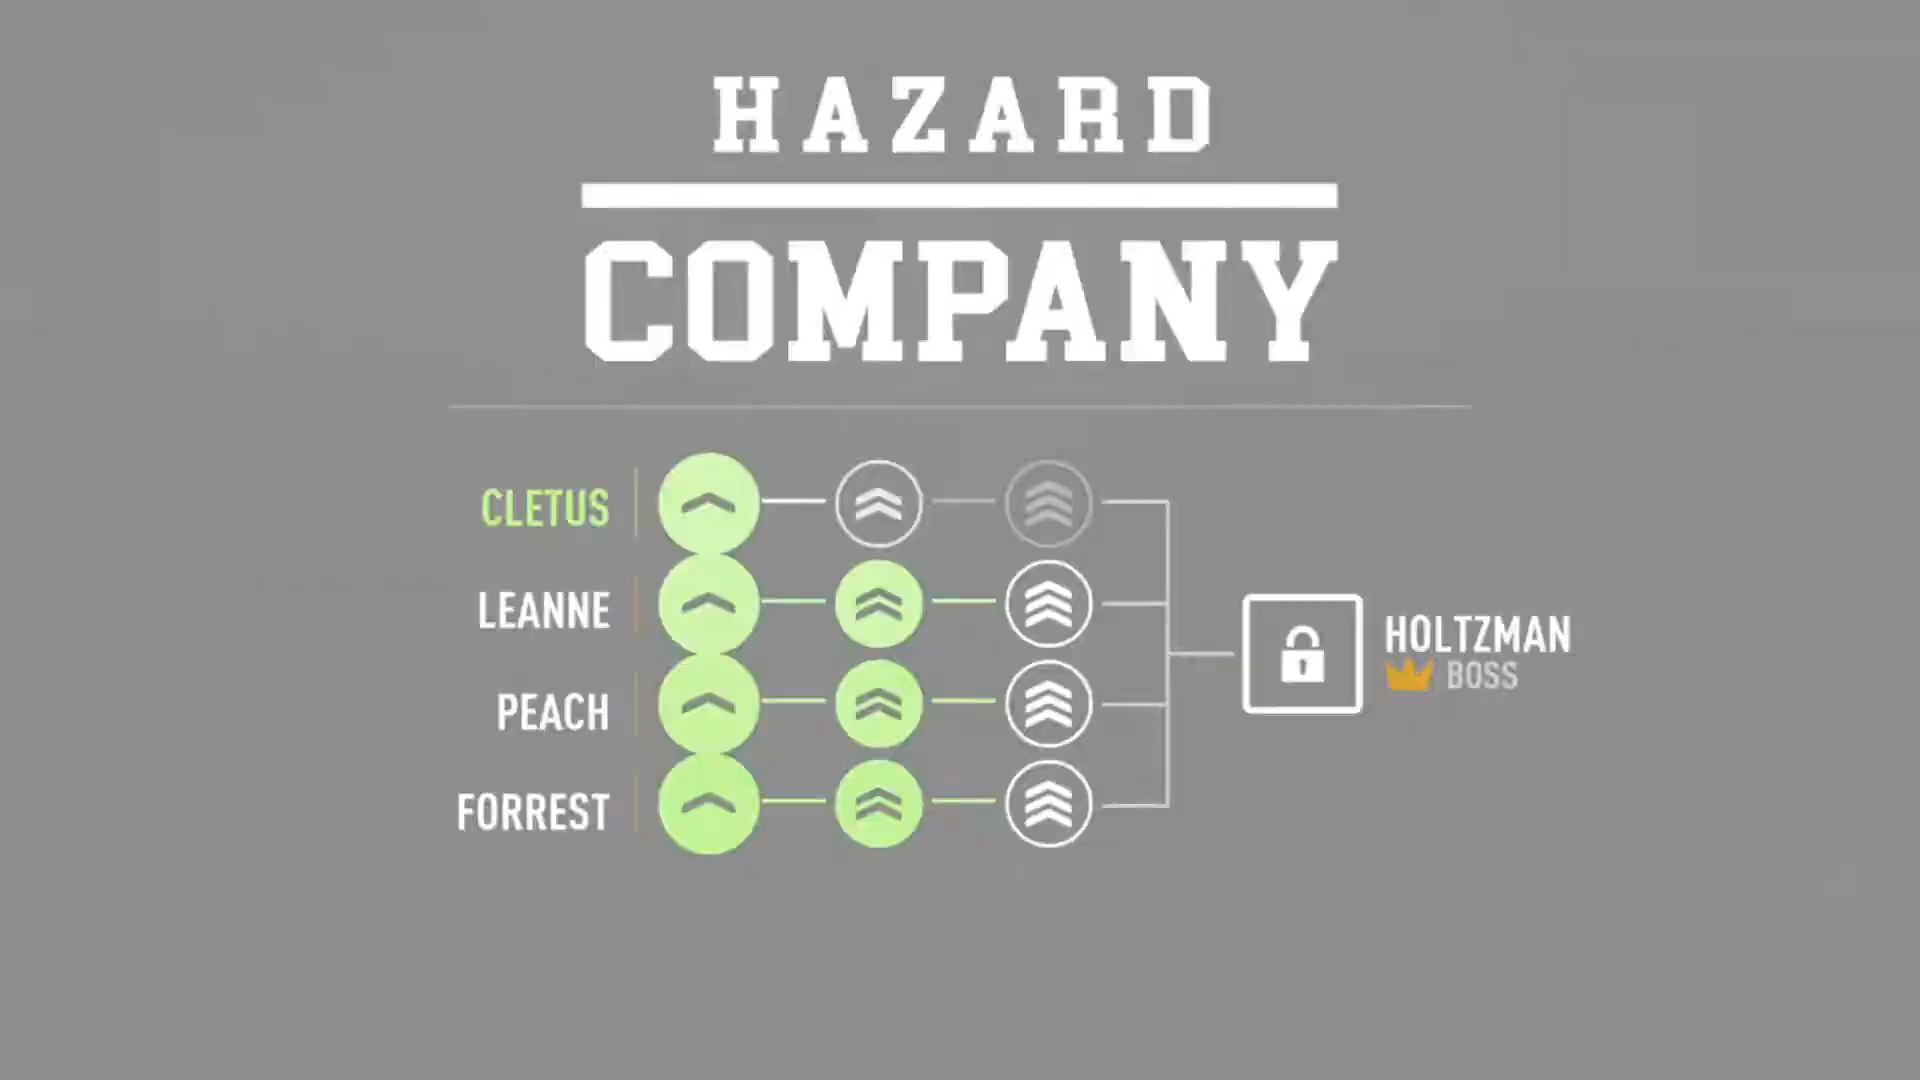 HAZARD
COMPANY
CLETUS
LEANNE
PEACH
FORREST
HOLTZMAN
BOSS